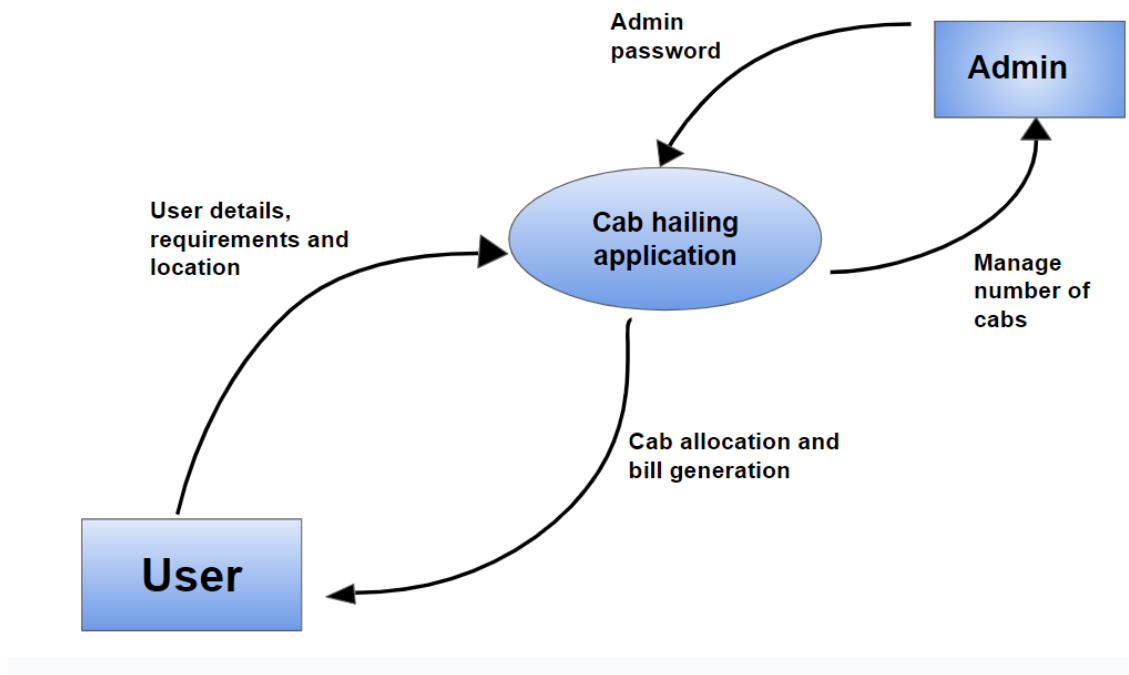 Admin
password
Admin
User details,
requirements and
location
Cab hailing
application
Manage
number of
cabs
Cab allocation and
bill generation
User